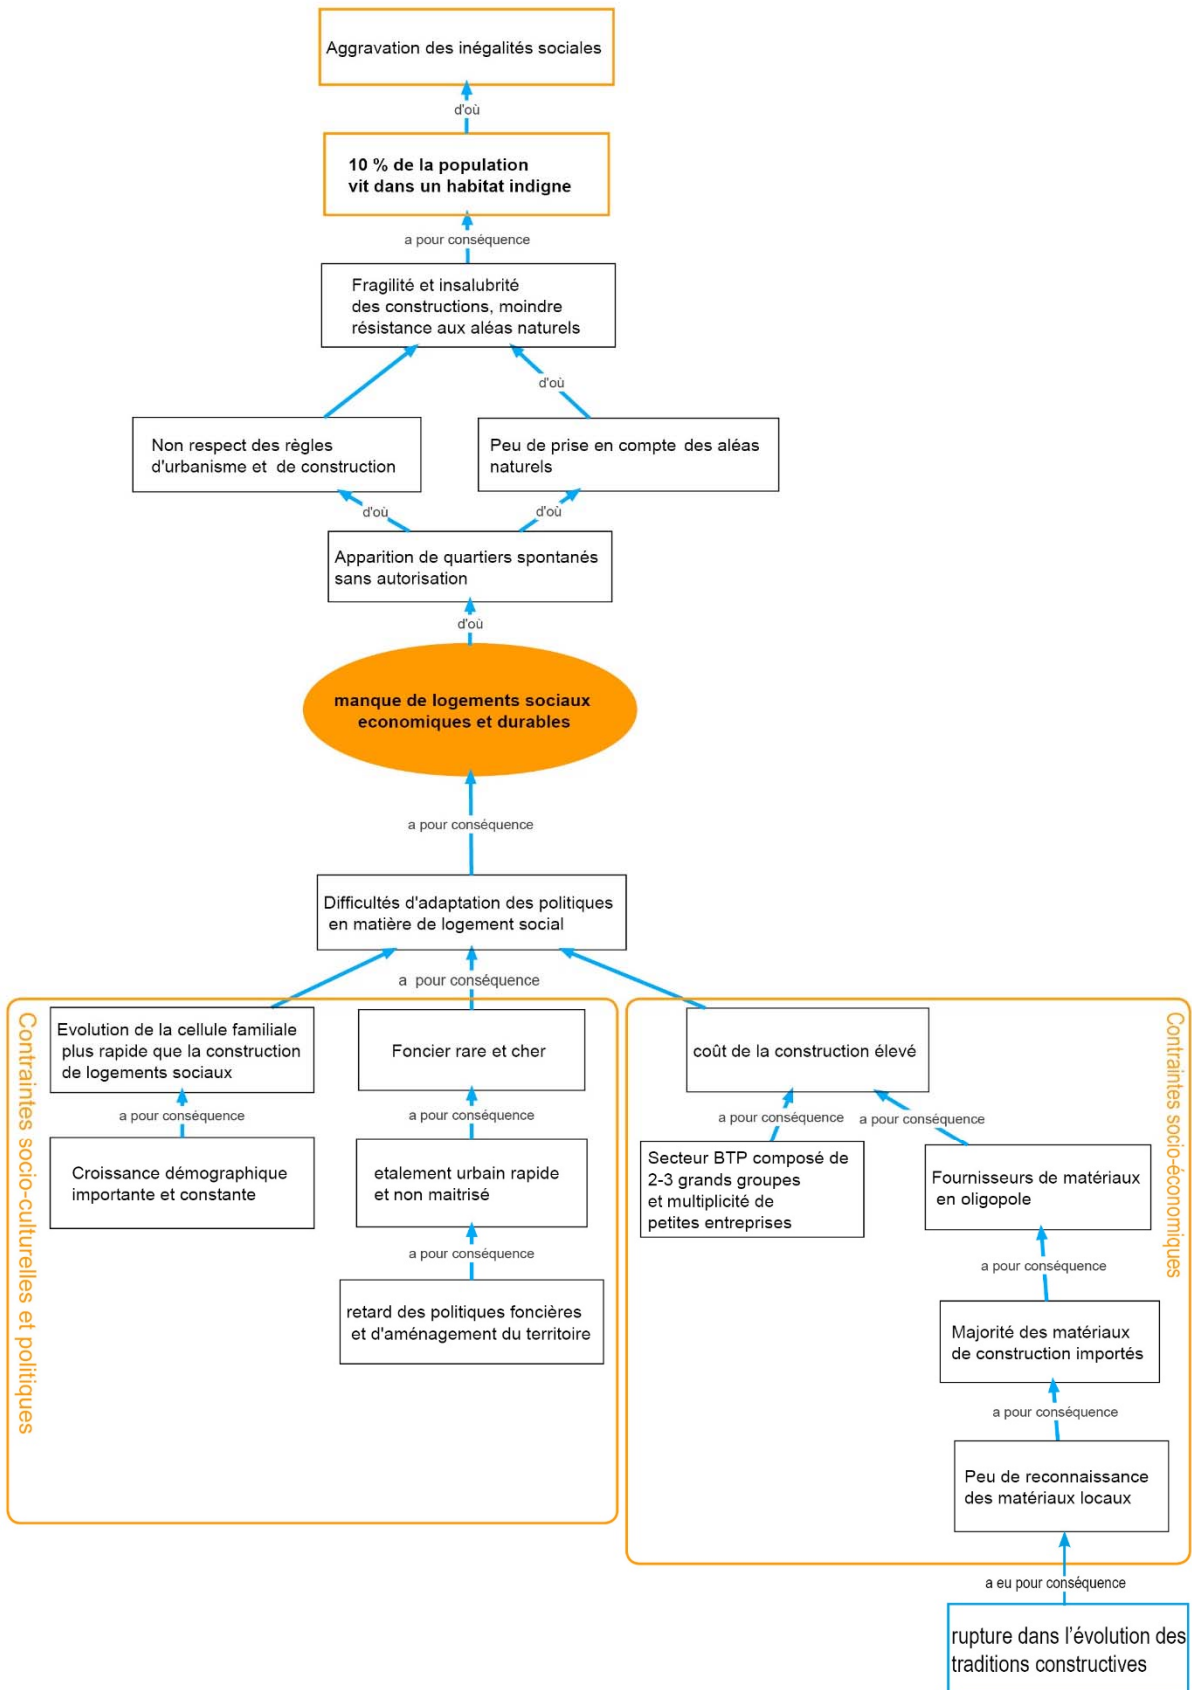 Aggravation des inégalités sociales
d'où
10 % de la population
vit dans un habitat indigne
a pour conséquence
Fragilité et insalubrité
des constructions, moindre
résistance aux aléas naturels
d'où
Non respect des règles
d'urbanisme et de construction
Peu de prise en compte des aléas
naturels
d'où
d'où
Apparition de quartiers spontanés
sans autorisation
d'où
manque de logements sociaux
economiques et durables
a pour conséquence
Difficultés d'adaptation des politiques
en matière de logement social
a pour conséquence
Contraintes socio-culturelles et politiques
Evolution de la cellule familiale
plus rapide que la construction
de logements sociaux
a pour conséquence
Croissance démographique
importante et constante
Foncier rare et cher
a pour conséquence
etalement urbain rapide
et non maitrisé
a pour conséquence
retard des politiques foncières
et d'aménagement du territoire
Contraintes socio-économiques
coût de la construction élevé
a pour conséquence
a pour conséquence
Secteur BTP composé de
2-3 grands groupes
et multiplicité de
petites entreprises
Fournisseurs de matériaux
en oligopole
a pour conséquence
Majorité des matériaux
de construction importés
a pour conséquence
Peu de reconnaissance
des matériaux locaux
a eu pour conséquence
rupture dans l'évolution des
traditions constructives